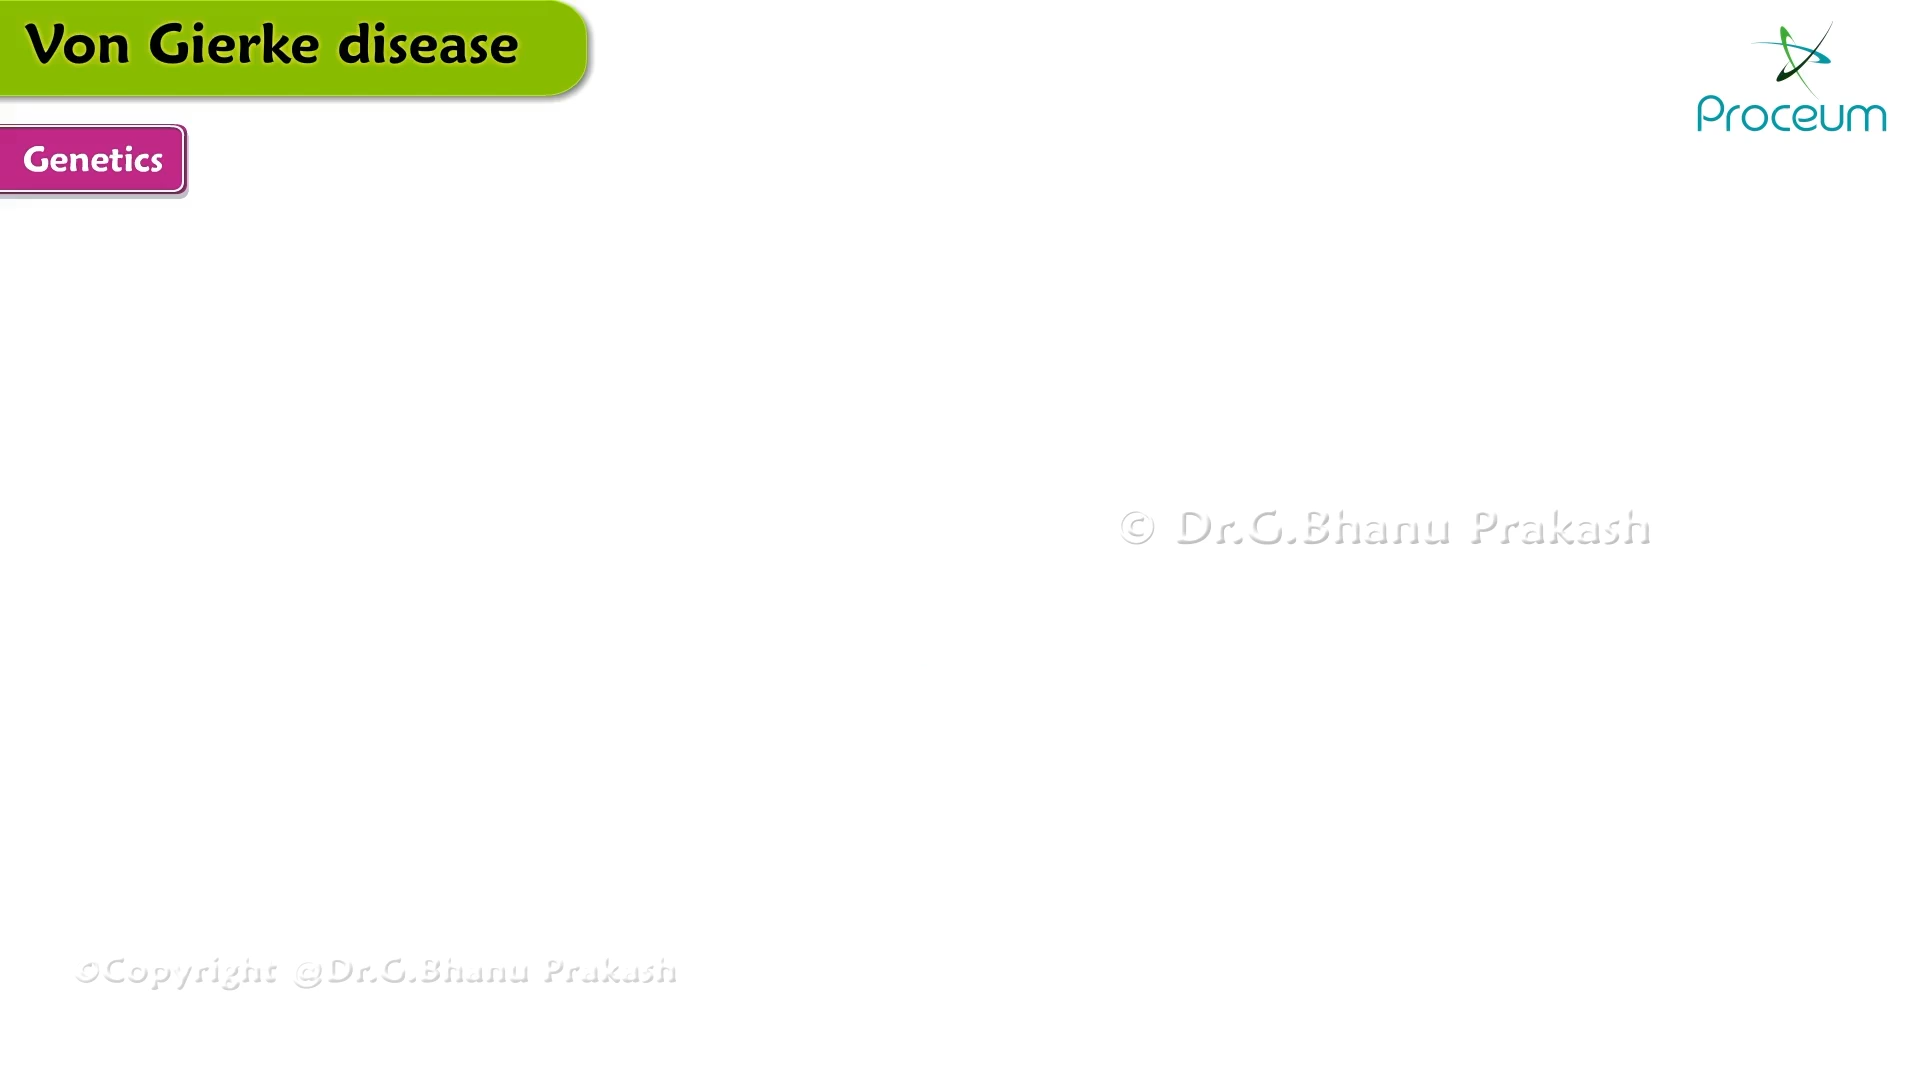 Von Gierke disease
Proceum
Genetics
© Dr.G.Bhanu Prakash
©Copyright @Dr.G.Bhanu Prakash